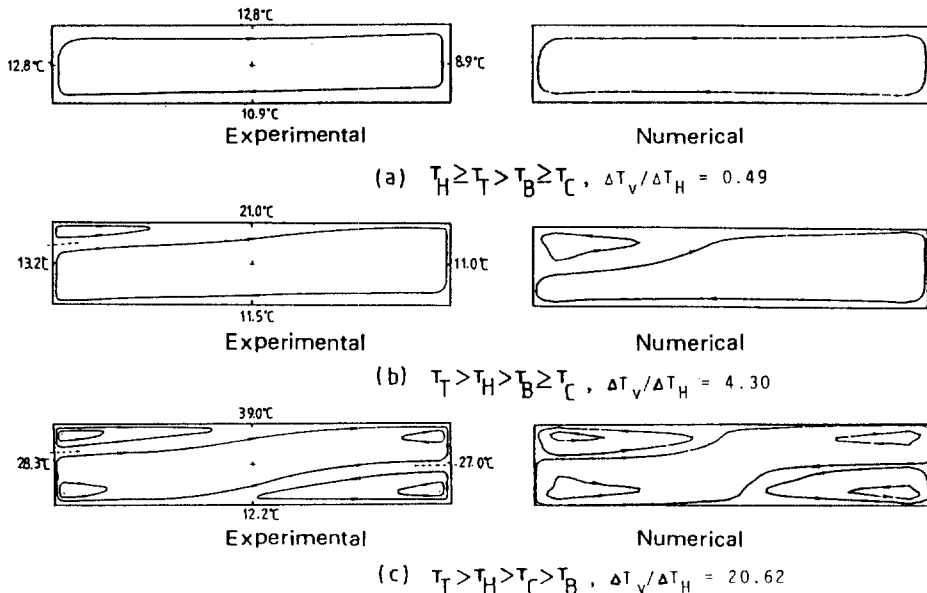 12.8°C
12.8°C
8.9°C
10.9°C
Experimental Numerical
(a) T_H ≥ T_T > T_B ≥ T_C , ΔT_v/ΔT_H = 0.49
21.0°C
13.2°C
11.0°C
11.5°C
Experimental Numerical
(b) T_T > T_H > T_B ≥ T_C , ΔT_v/ΔT_H = 4.30
39.0°C
28.3°C
27.0°C
12.2°C
Experimental Numerical
(c) T_T > T_H > T_C > T_B , ΔT_v/ΔT_H = 20.62